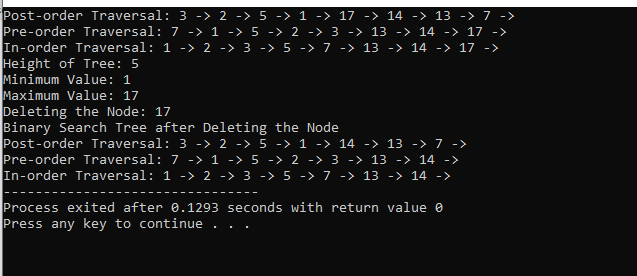 Post-order Traversal: 3 -> 2 -> 5 -> 1 -> 17 -> 14 -> 13 -> 7 ->
Pre-order Traversal: 7 -> 1 -> 5 -> 2 -> 3 -> 13 -> 14 -> 17 ->
In-order Traversal: 1 -> 2 -> 3 -> 5 -> 7 -> 13 -> 14 -> 17 ->
Height of Tree: 5
Minimum Value: 1
Maximum Value: 17
Deleting the Node: 17
Binary Search Tree after Deleting the Node
Post-order Traversal: 3 -> 2 -> 5 -> 1 -> 14 -> 13 -> 7 ->
Pre-order Traversal: 7 -> 1 -> 5 -> 2 -> 3 -> 13 -> 14 ->
In-order Traversal: 1 -> 2 -> 3 -> 5 -> 7 -> 13 -> 14 ->
--------------------------------
Process exited after 0.1293 seconds with return value 0
Press any key to continue . . .